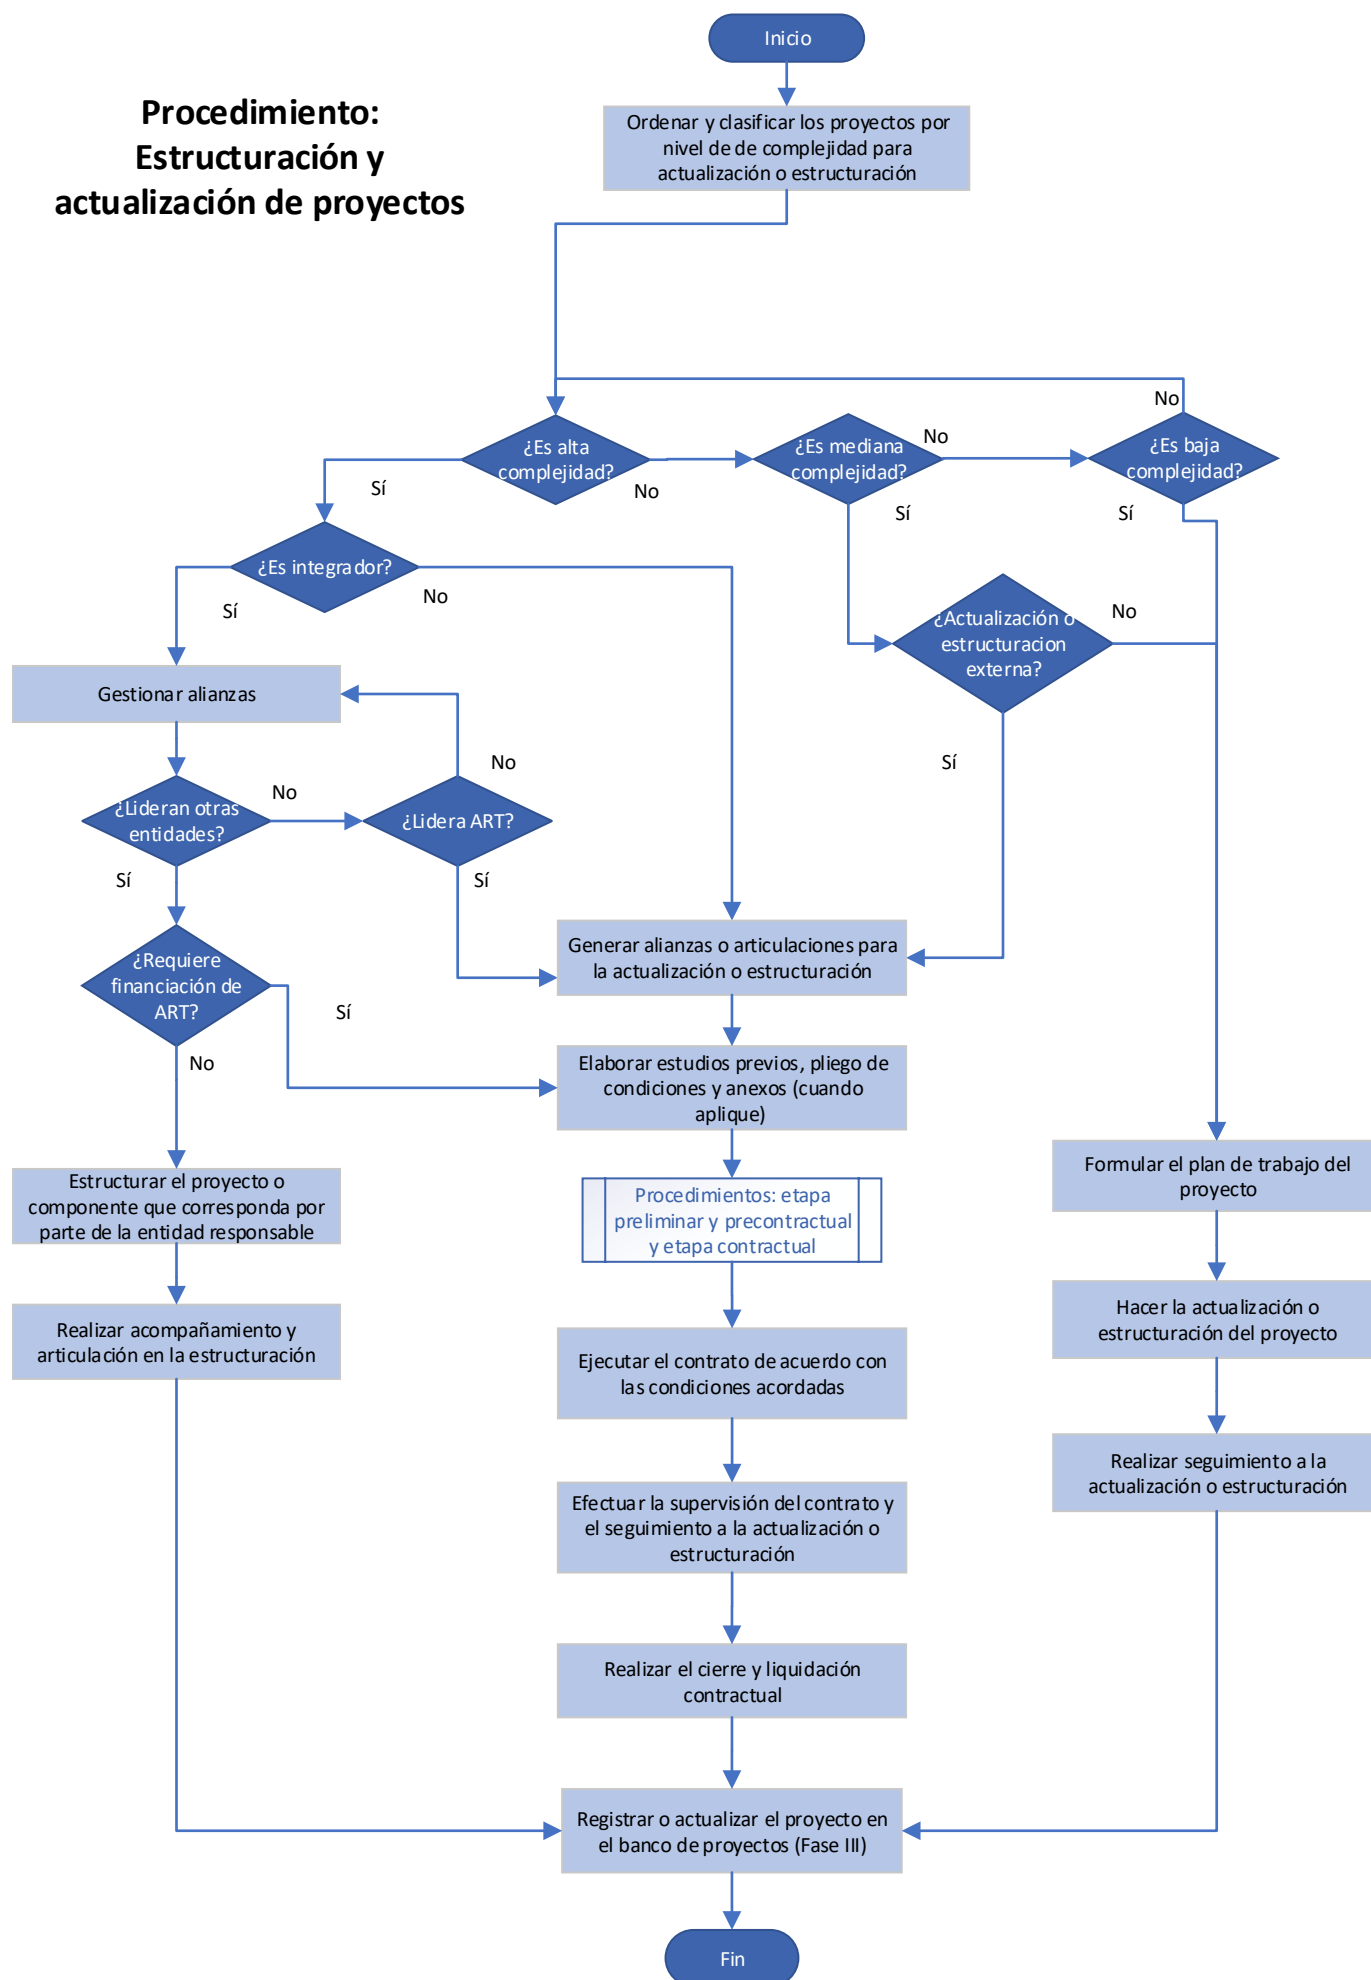 Inicio
Procedimiento:
Estructuración y
actualización de proyectos
Ordenar y clasificar los proyectos por
nivel de de complejidad para
actualización o estructuración
No
¿Es alta
complejidad?
¿Es mediana
complejidad?
No
¿Es baja
complejidad?
Sí
No
Sí
Sí
¿Es integrador?
No
Sí
¿Actualización o
estructuracion
externa?
No
Gestionar alianzas
No
Sí
¿Lideran otras
entidades?
No
¿Lidera ART?
Sí
Sí
Generar alianzas o articulaciones para
la actualización o estructuración
¿Requiere
financiación de
ART?
Sí
No
Elaborar estudios previos, pliego de
condiciones y anexos (cuando
aplique)
Estructurar el proyecto o
componente que corresponda por
parte de la entidad responsable
Procedimientos: etapa
preliminar y precontractual
y etapa contractual
Formular el plan de trabajo del
proyecto
Realizar acompañamiento y
articulación en la estructuración
Hacer la actualización o
estructuración del proyecto
Ejecutar el contrato de acuerdo con
las condiciones acordadas
Realizar seguimiento a la
actualización o estructuración
Efectuar la supervisión del contrato y
el seguimiento a la actualización o
estructuración
Realizar el cierre y liquidación
contractual
Registrar o actualizar el proyecto en
el banco de proyectos (Fase III)
Fin